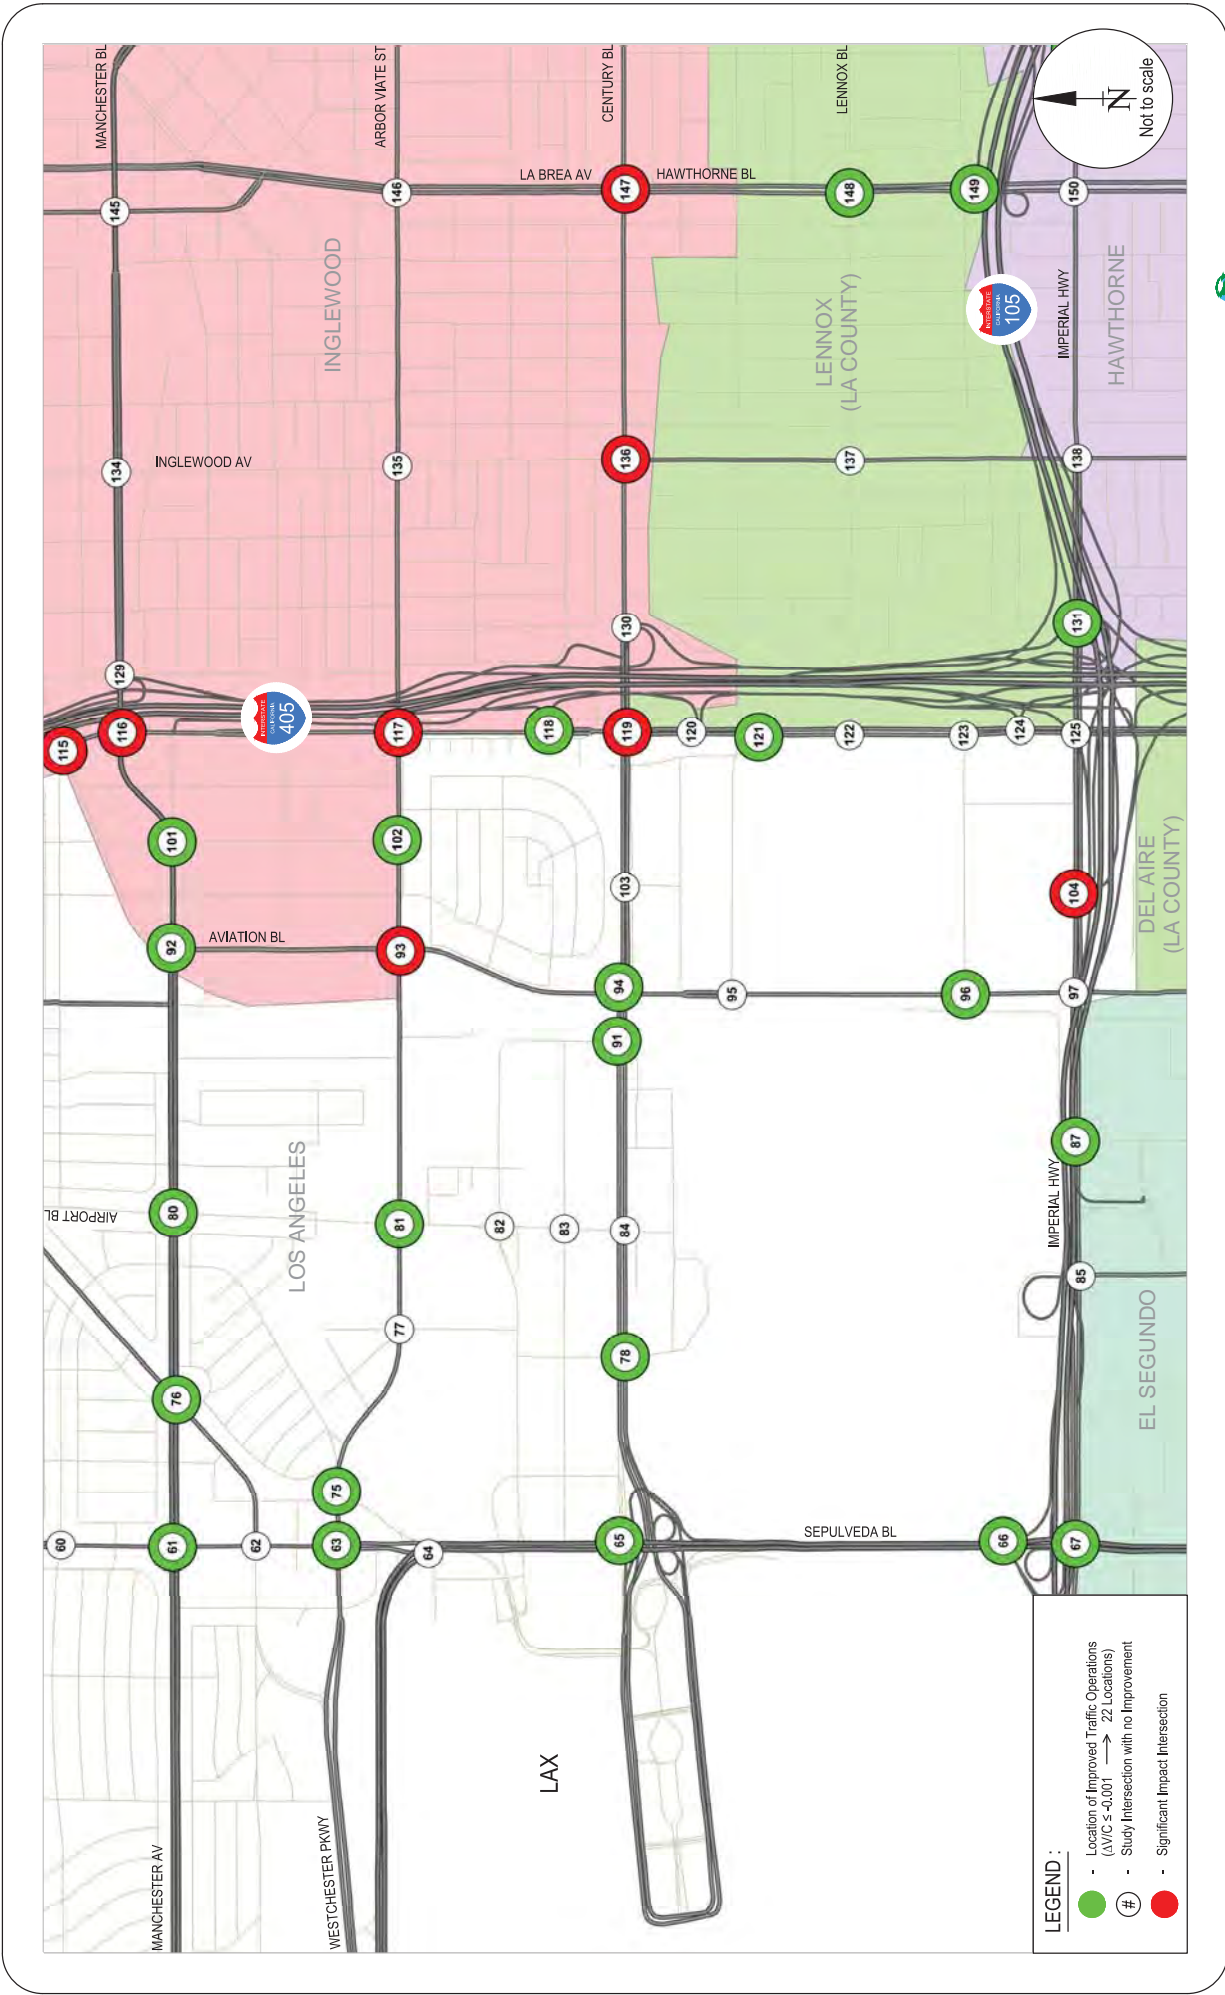 MANCHESTER BL
ARBOR VIATE ST
CENTURY BL
LENNOX BL
N
Not to scale
LA BREA AV
HAWTHORNE BL
145
146
147
148
149
150
INGLEWOOD
LENNOX
(LA COUNTY)
INTERSTATE
CALIFORNIA
105
IMPERIAL HWY
HAWTHORNE
INGLEWOOD AV
134
135
136
137
138
129
130
131
INTERSTATE
CALIFORNIA
405
115
116
117
118
119
120
121
122
123
124
125
101
102
103
104
DEL AIRE
(LA COUNTY)
AVIATION BL
92
93
94
91
95
96
97
87
LOS ANGELES
AIRPORT BL
80
81
82
83
84
85
IMPERIAL HWY
EL SEGUNDO
76
77
78
75
60
61
62
63
64
65
66
67
SEPULVEDA BL
MANCHESTER AV
WESTCHESTER PKWY
LAX
LEGEND :
- Location of Improved Traffic Operations
(ΔV/C ≤ -0.001 → 22 Locations)
# - Study Intersection with no Improvement
- Significant Impact Intersection